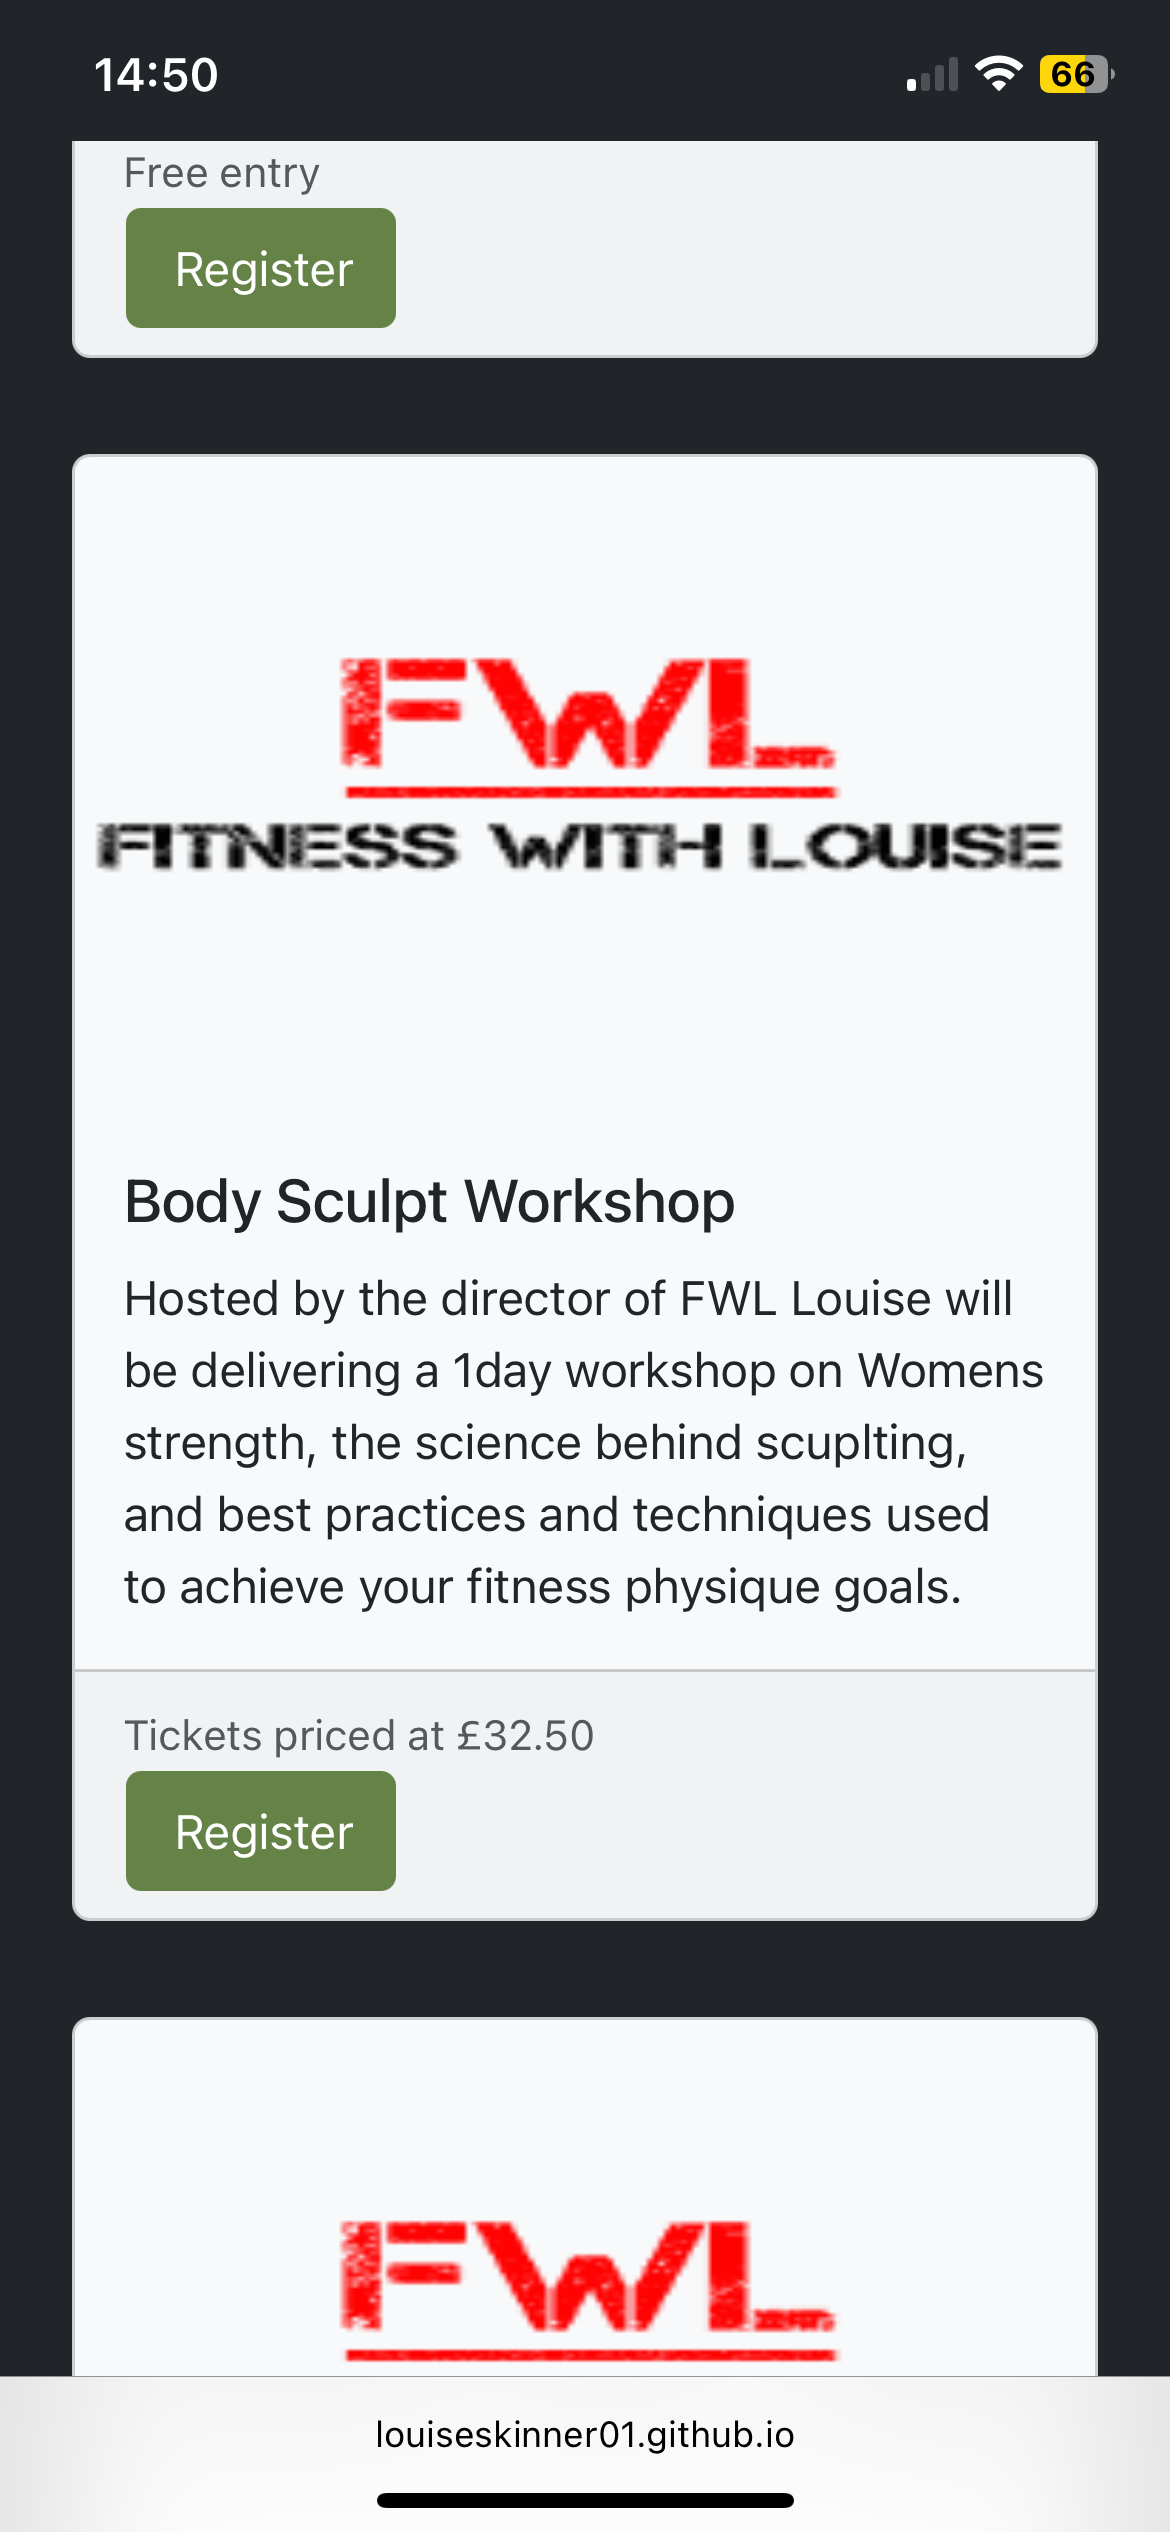 14:50
66
Free entry
Register
FWL
FITNESS WITH LOUISE
Body Sculpt Workshop
Hosted by the director of FWL Louise will
be delivering a 1day workshop on Womens
strength, the science behind scuplting,
and best practices and techniques used
to achieve your fitness physique goals.
Tickets priced at £32.50
Register
FWL
louiseskinner01.github.io